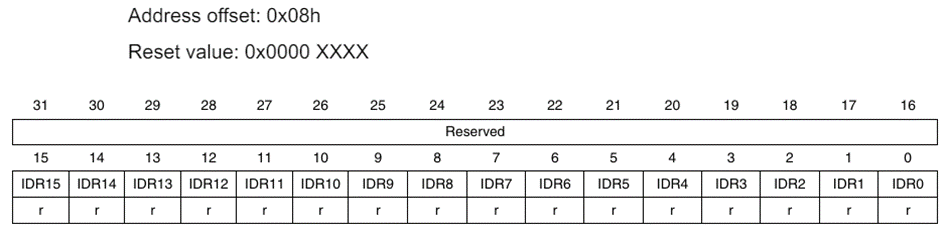 Address offset: 0x08h
Reset value: 0x0000 XXXX
31 30 29 28 27 26 25 24 23 22 21 20 19 18 17 16
Reserved
15 14 13 12 11 10 9 8 7 6 5 4 3 2 1 0
IDR15 IDR14 IDR13 IDR12 IDR11 IDR10 IDR9 IDR8 IDR7 IDR6 IDR5 IDR4 IDR3 IDR2 IDR1 IDR0
r r r r r r r r r r r r r r r r